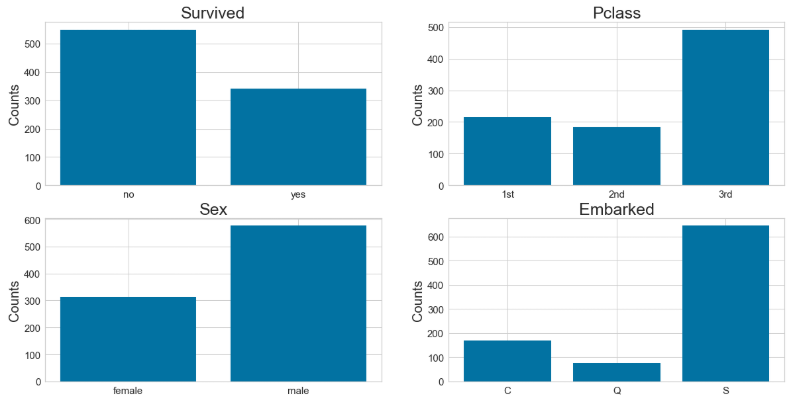 Survived
Counts
500
400
300
200
100
0
no yes
Pclass
Counts
500
400
300
200
100
0
1st 2nd 3rd
Sex
Counts
600
500
400
300
200
100
0
female male
Embarked
Counts
600
500
400
300
200
100
0
C Q S